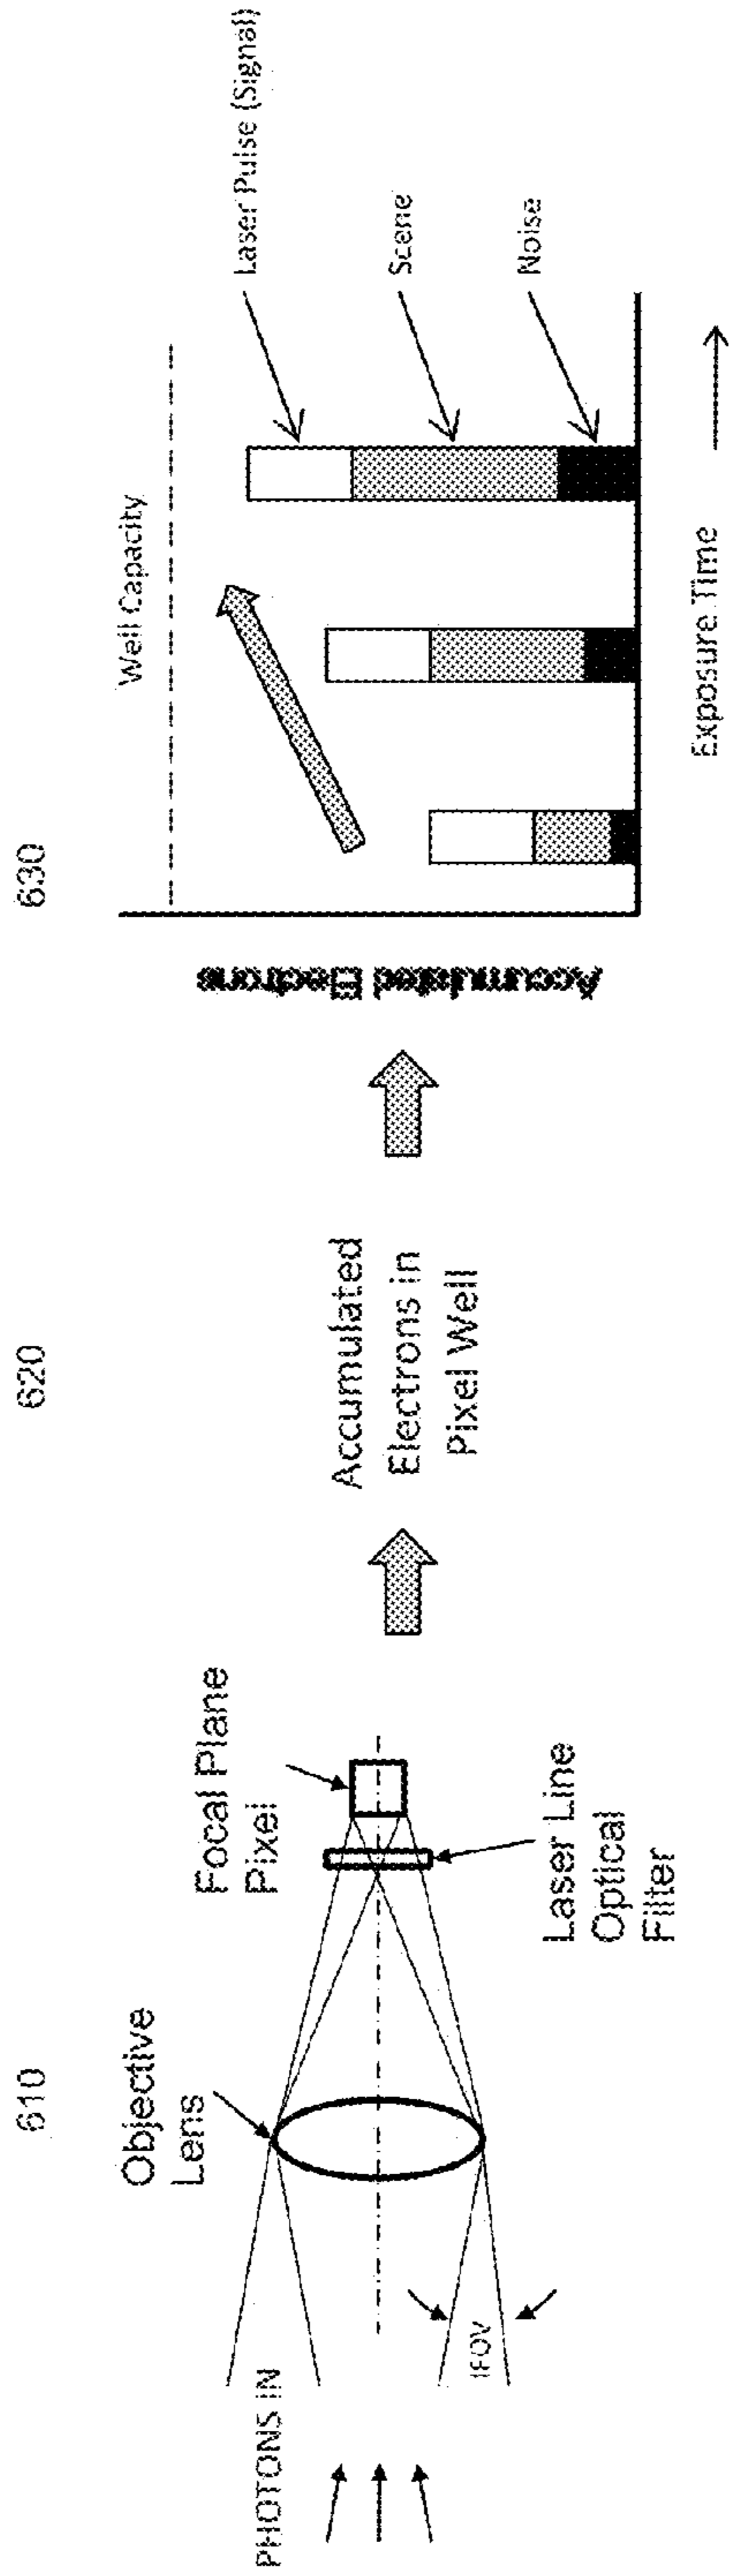 610
620
630
PHOTONS IN
IFOV
Objective
Lens
Focal Plane
Pixel
Laser Line
Optical
Filter
Accumulated
Electrons in
Pixel Well
Accumulated Electrons
Well Capacity
Laser Pulse (Signal)
Scene
Noise
Exposure Time